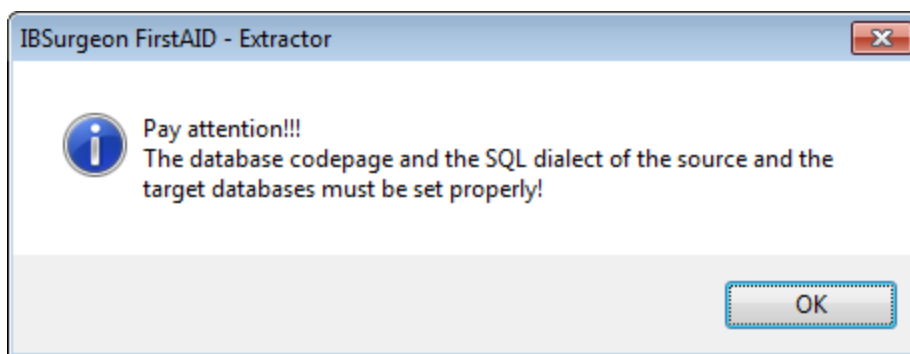 IBSurgeon FirstAID - Extractor
Pay attention!!!
The database codepage and the SQL dialect of the source and the
target databases must be set properly!
OK